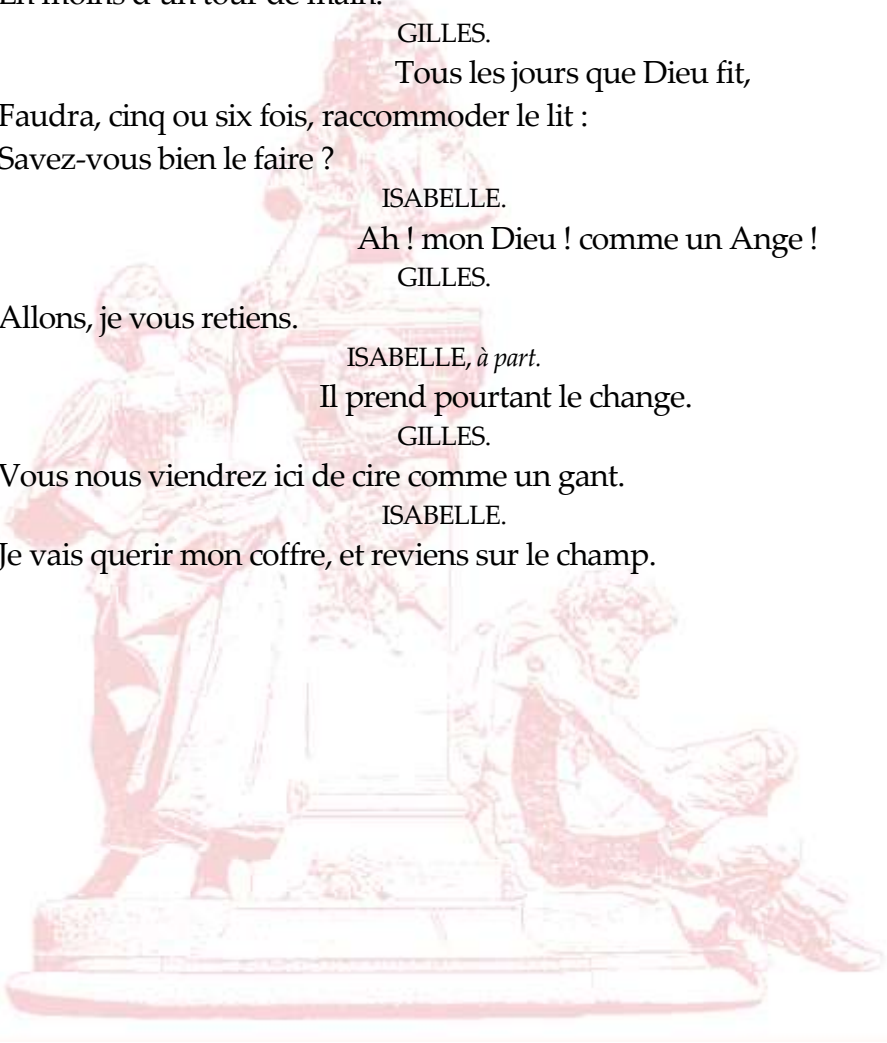 En moins d'un tour de main.
GILLES.
Tous les jours que Dieu fit,
Faudra, cinq ou six fois, raccommoder le lit :
Savez-vous bien le faire ?
ISABELLE.
Ah ! mon Dieu ! comme un Ange !
GILLES.
Allons, je vous retiens.
ISABELLE, à part.
Il prend pourtant le change.
GILLES.
Vous nous viendrez ici de cire comme un gant.
ISABELLE.
Je vais querir mon coffre, et reviens sur le champ.